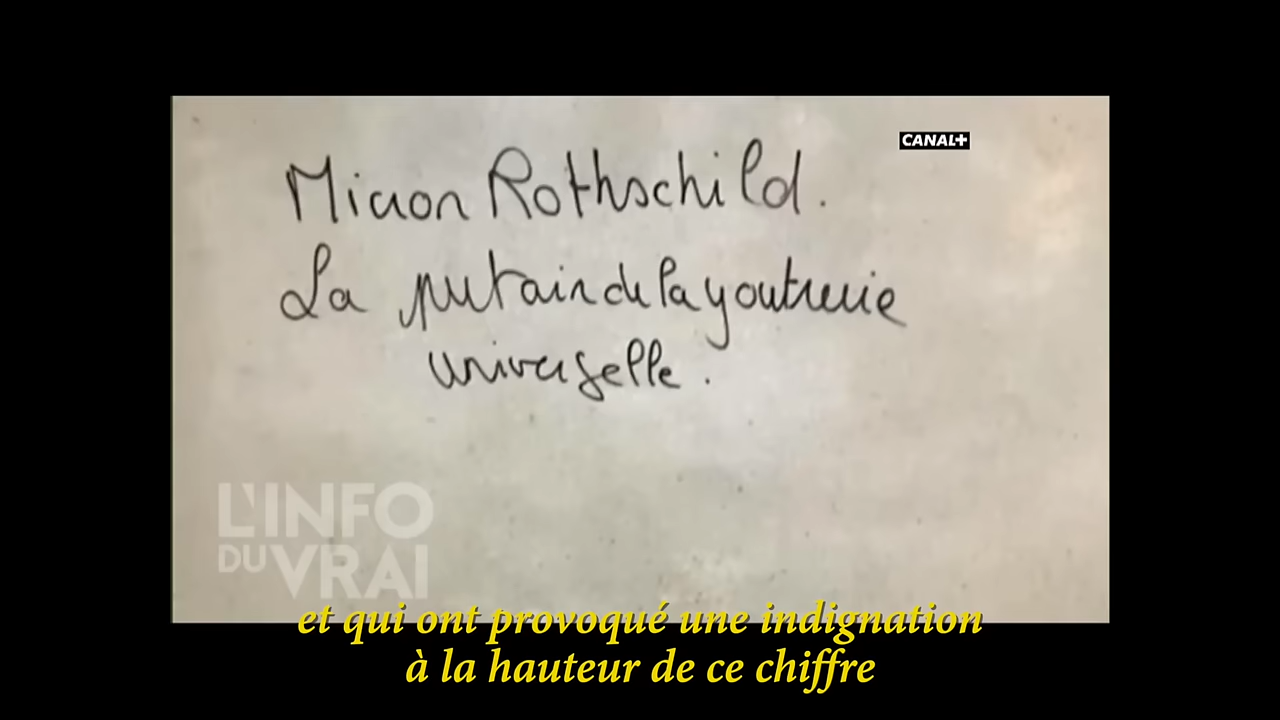 CANAL+
Micron Rothschild.
La putain de la youtrerie
universelle.
L'INFO
DU VRAI
et qui ont provoqué une indignation
à la hauteur de ce chiffre